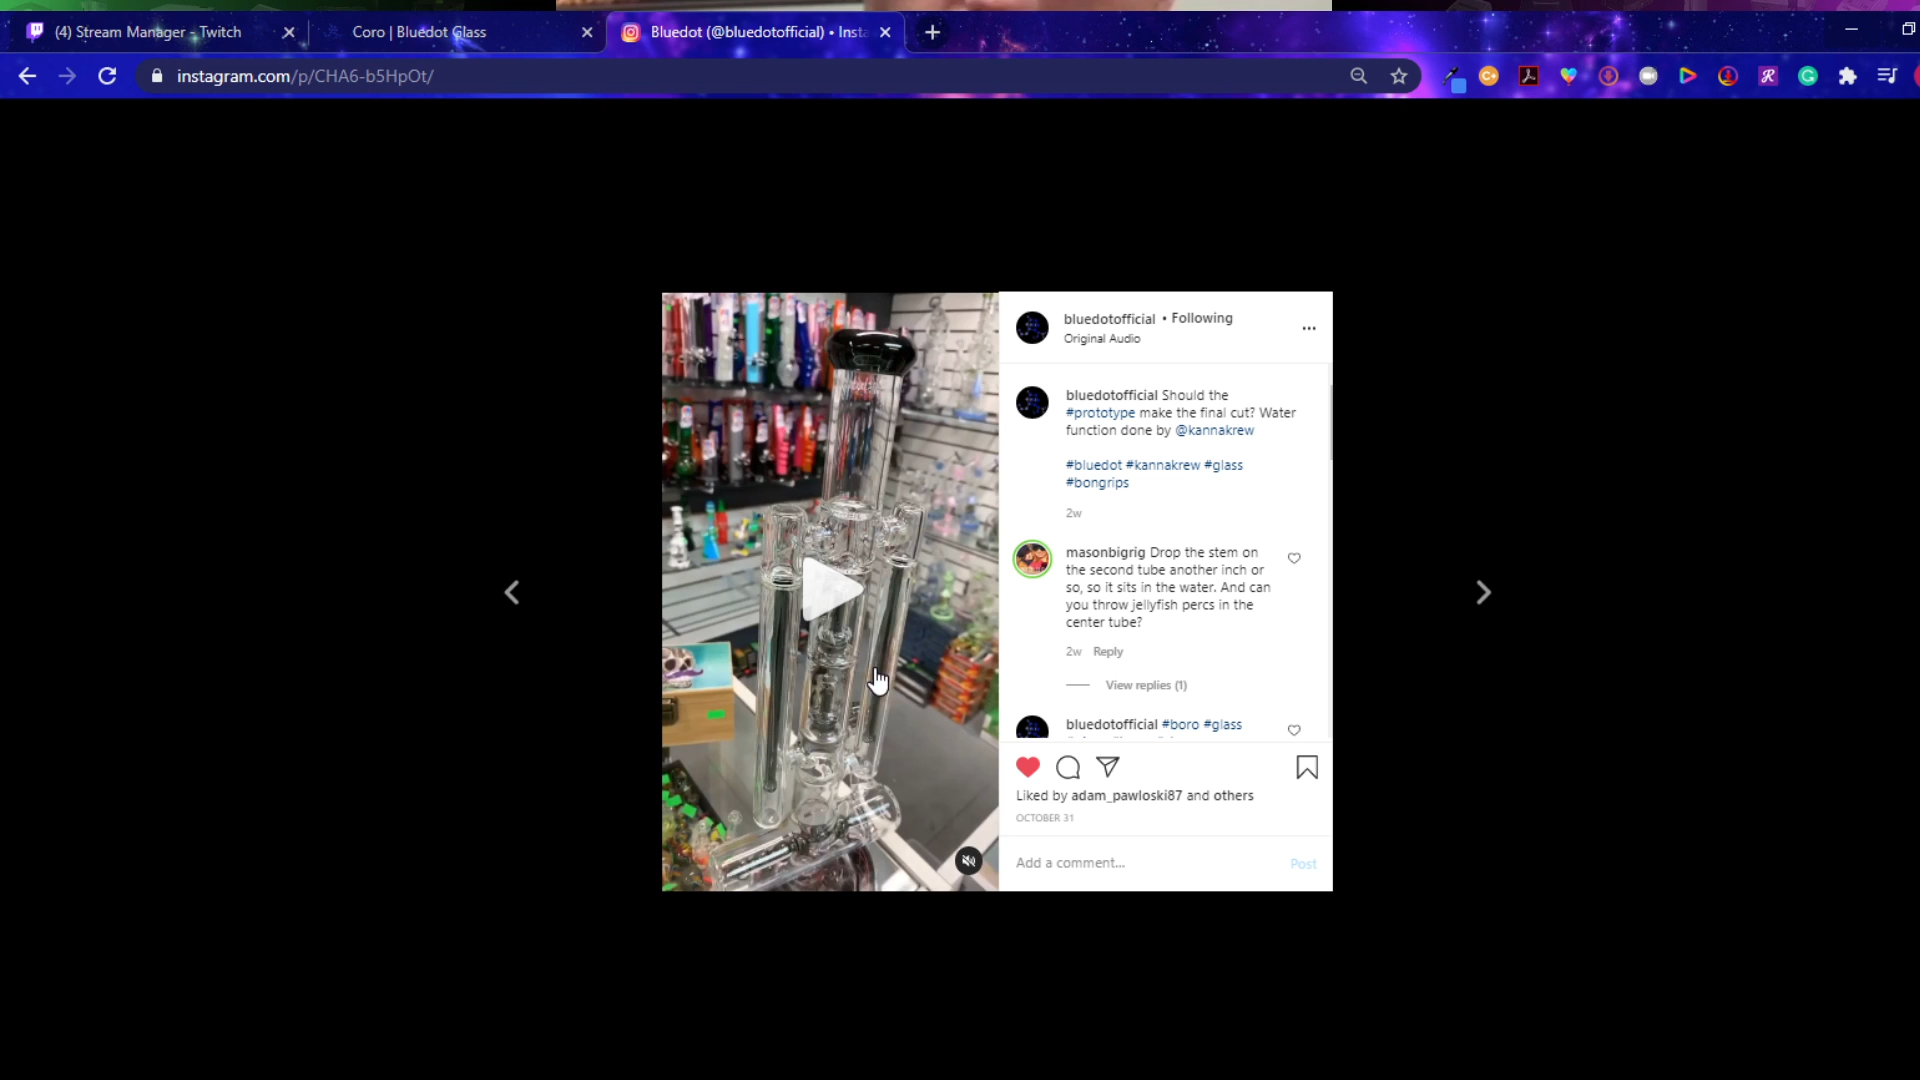 (4) Stream Manager - Twitch
Coro | Bluedot Glass
Bluedot (@bluedotofficial) • Insta
instagram.com/p/CHA6-b5HpOt/
bluedotofficial • Following
Original Audio
bluedotofficial Should the
#prototype make the final cut? Water
function done by @kannakrew
#bluedot #kannakrew #glass
#bongrips
2w
masonbigrig Drop the stem on
the second tube another inch or
so, so it sits in the water. And can
you throw jellyfish percs in the
center tube?
2w Reply
View replies (1)
bluedotofficial #boro #glass
Liked by adam_pawloski87 and others
OCTOBER 31
Add a comment...
Post